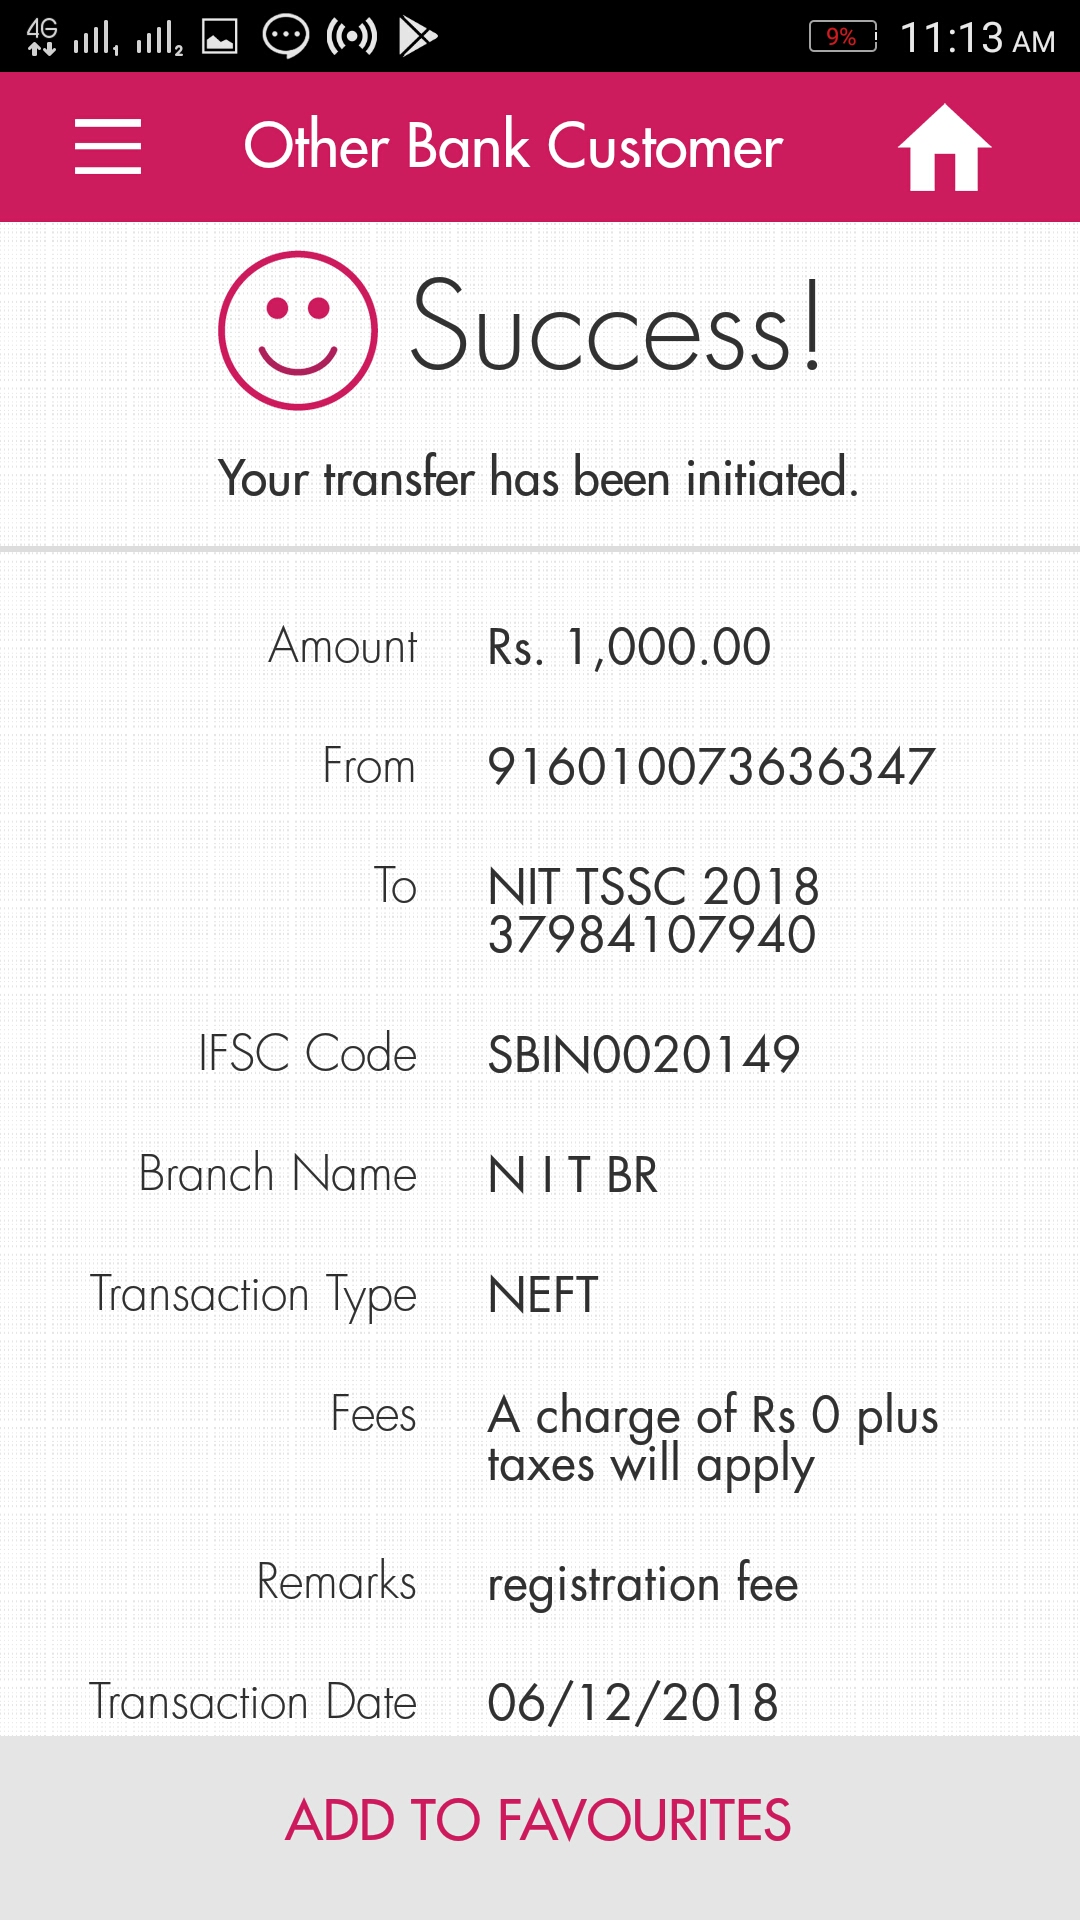 4G 1 2 9% 11:13 AM
Other Bank Customer
Success!
Your transfer has been initiated.
Amount Rs. 1,000.00
From 916010073636347
To NIT TSSC 2018
37984107940
IFSC Code SBIN0020149
Branch Name N I T BR
Transaction Type NEFT
Fees A charge of Rs 0 plus
taxes will apply
Remarks registration fee
Transaction Date 06/12/2018
ADD TO FAVOURITES